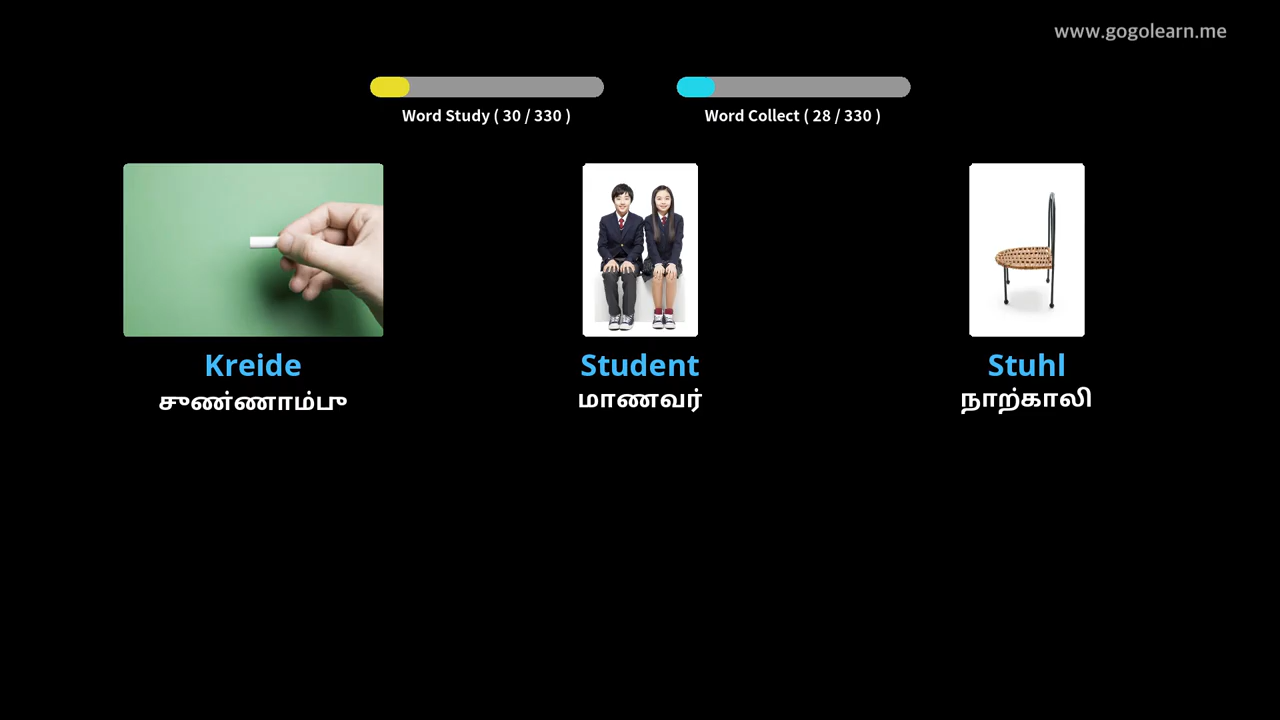 www.gogolearn.me
Word Study ( 30 / 330 )
Word Collect ( 28 / 330 )
Kreide
சுண்ணாம்பு
Student
மாணவர்
Stuhl
நாற்காலி